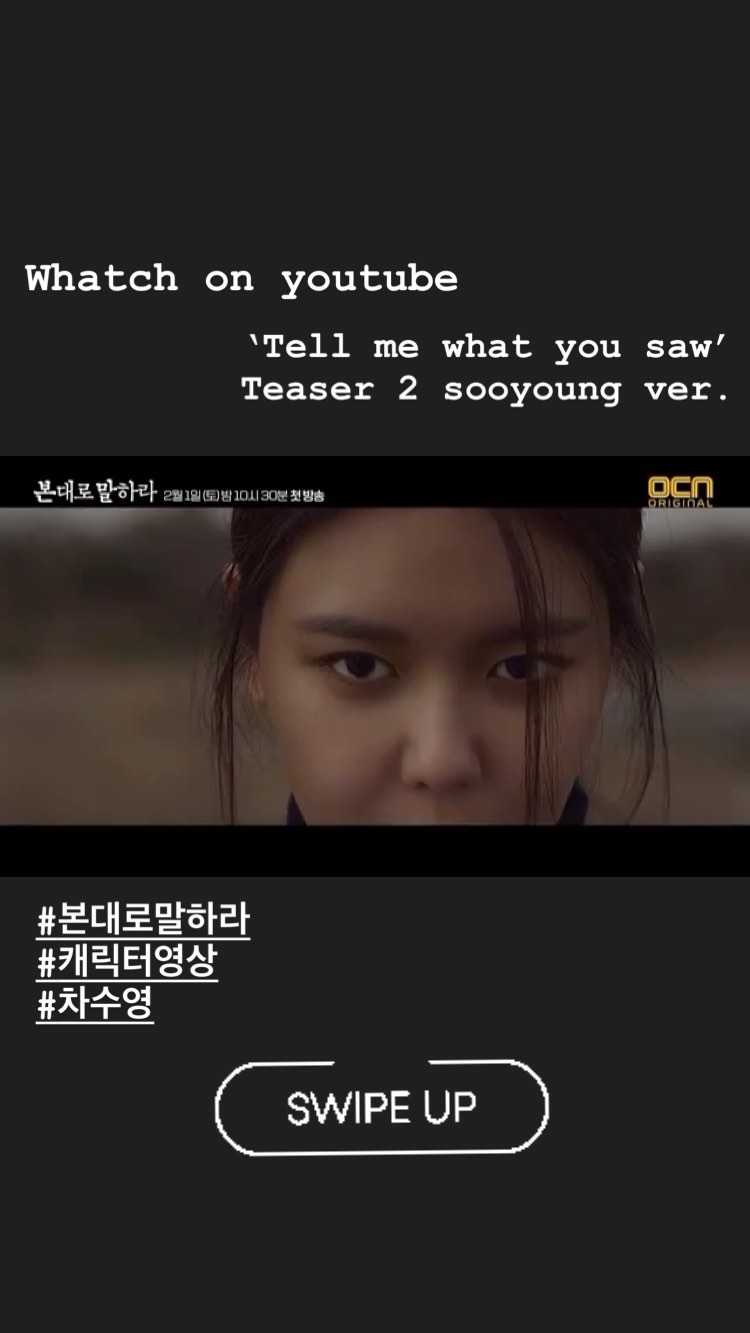 Whatch on youtube
‘Tell me what you saw’
Teaser 2 sooyoung ver.
본대로 말하라 2월 1일(토) 밤 10시 30분 첫 방송
OCN
ORIGINAL
#본대로말하라
#캐릭터영상
#차수영
SWIPE UP